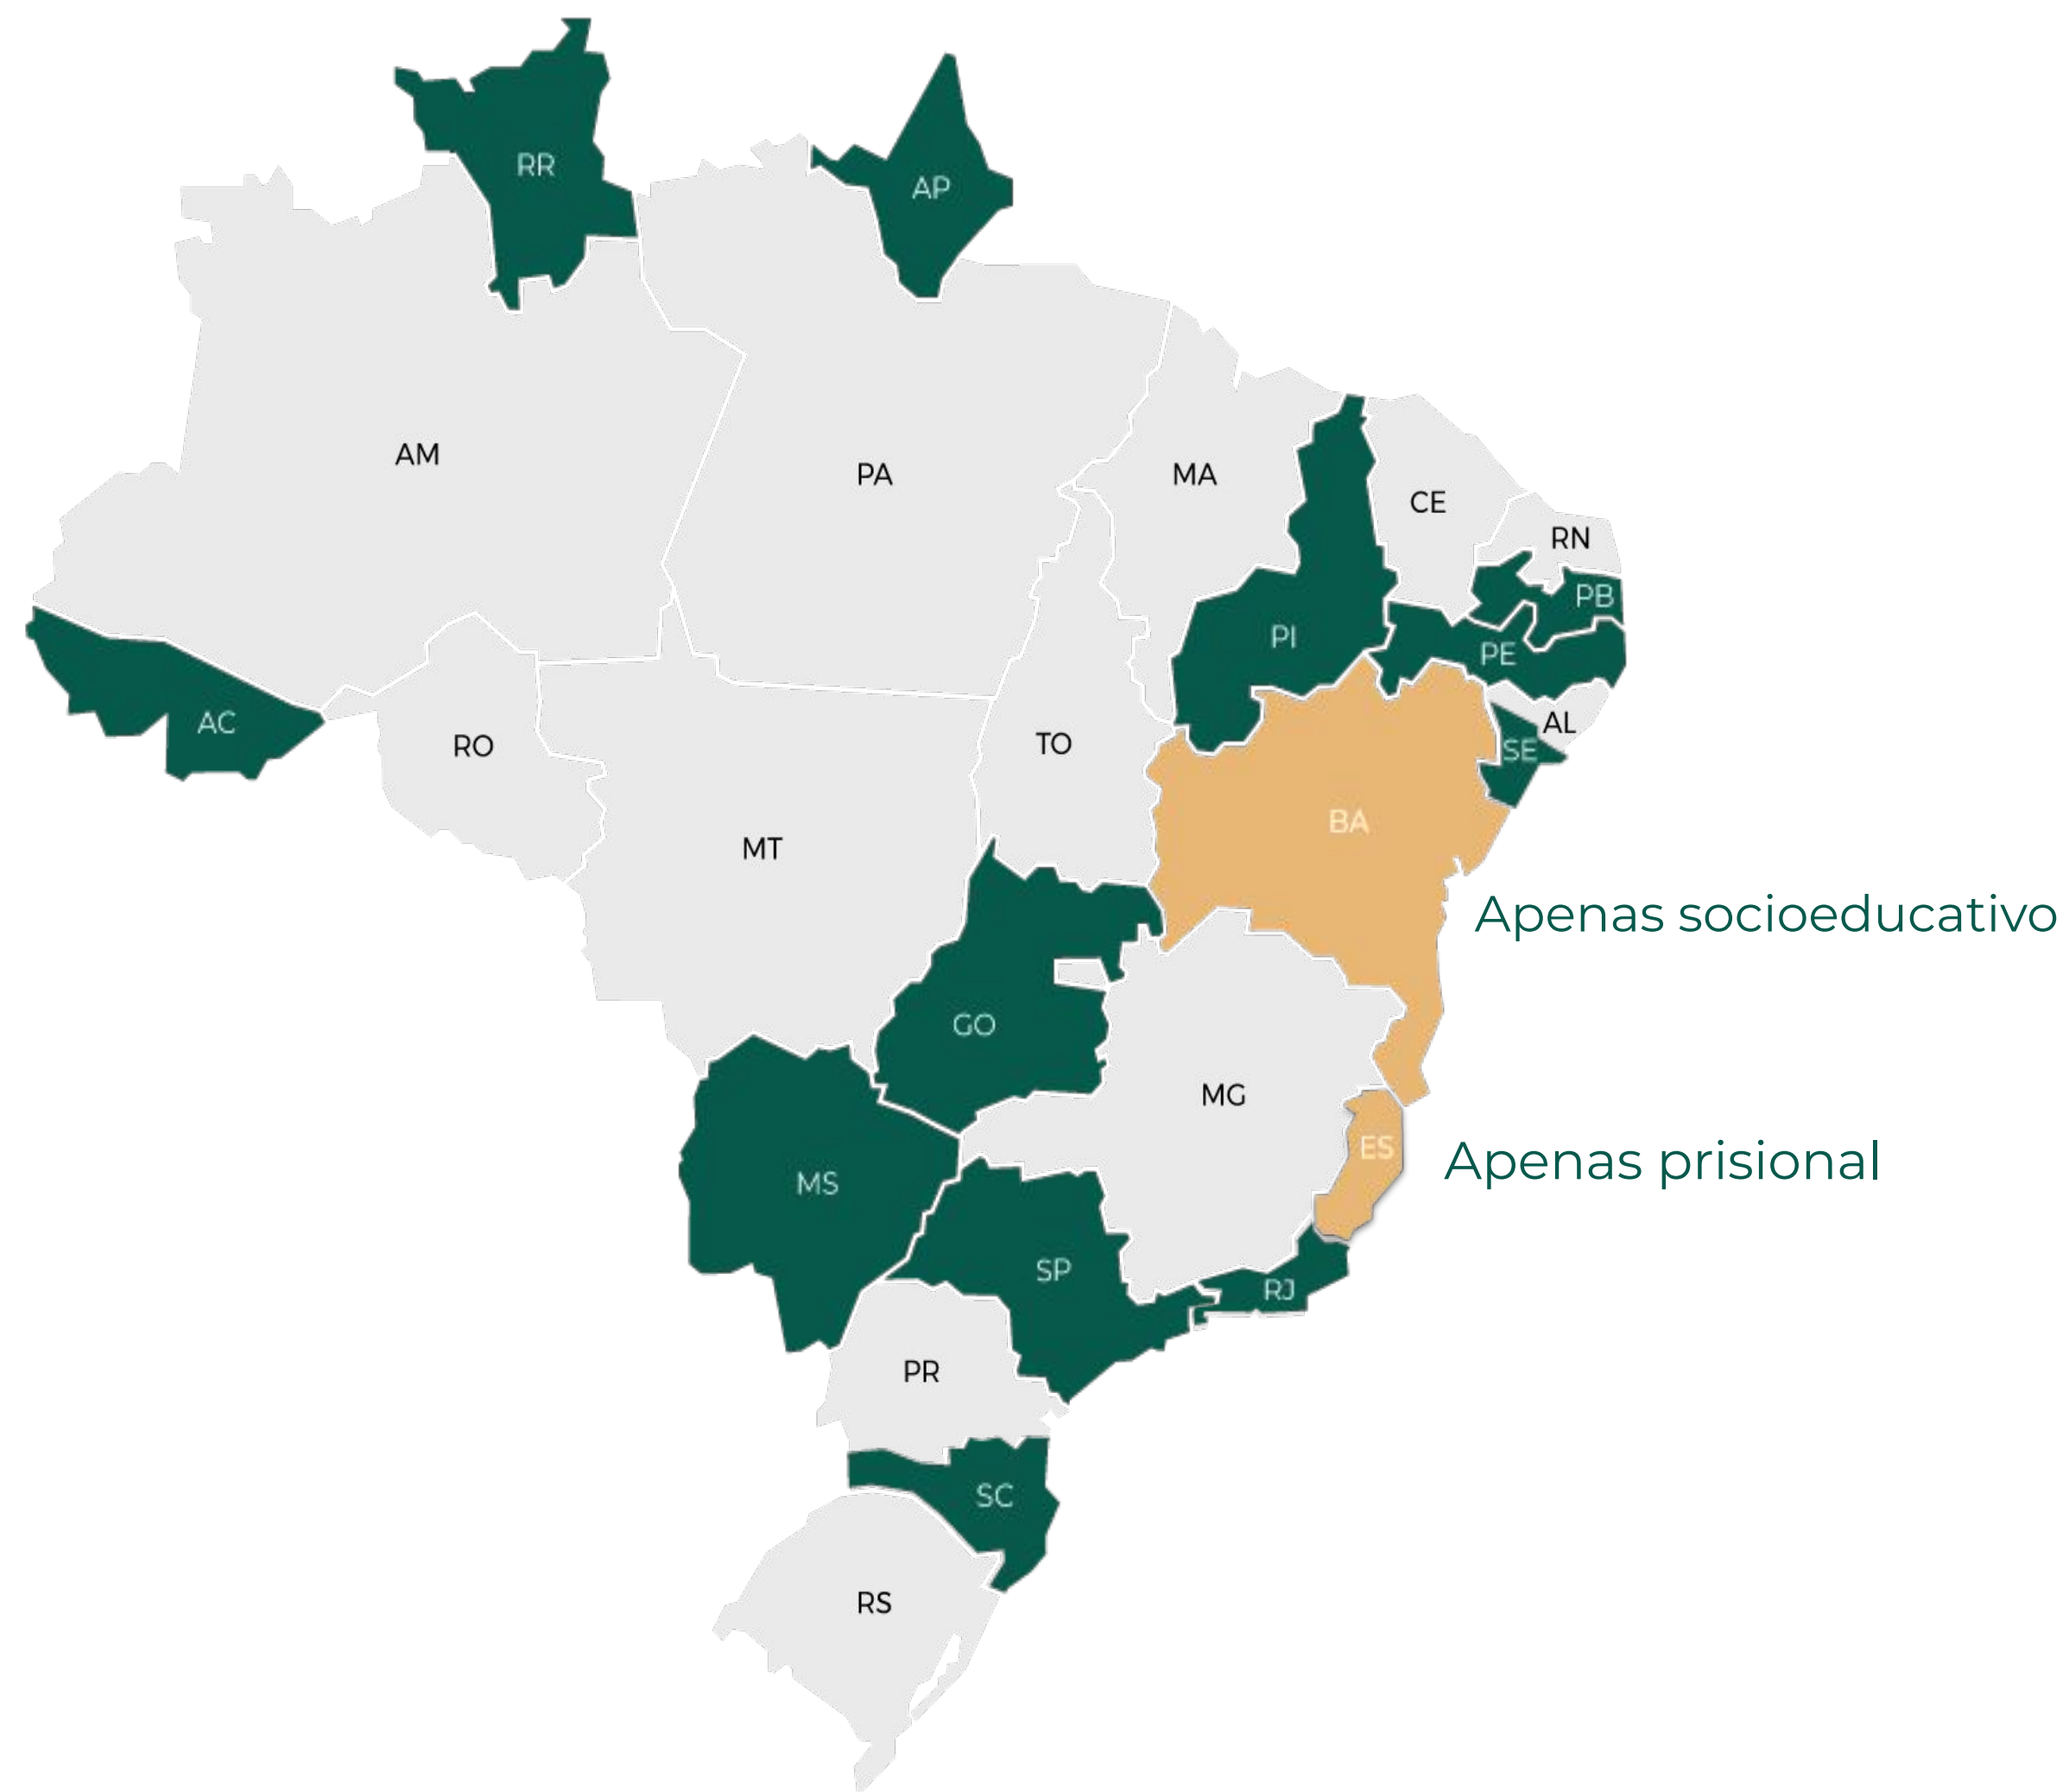 RR
AP
AM
PA
MA
CE
RN
PB
PI
PE
AC
AL
RO
TO
SE
BA
MT
Apenas socioeducativo
GO
MG
ES
Apenas prisional
MS
SP
RJ
PR
SC
RS